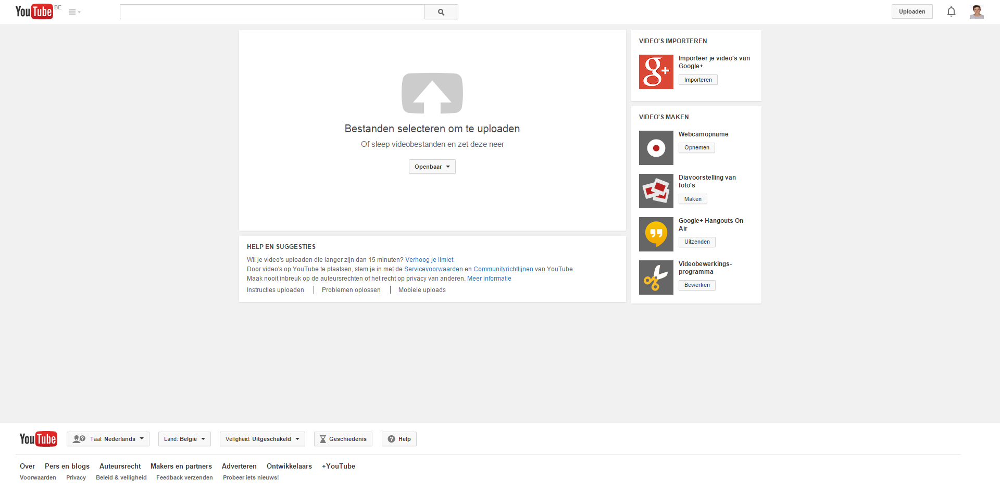 YouTube BE
Uploaden
VIDEO'S IMPORTEREN
Importeer je video's van
Google+
Importeren
Bestanden selecteren om te uploaden
Of sleep videobestanden en zet deze neer
Openbaar
VIDEO'S MAKEN
Webcamopname
Opnemen
Diavoorstelling van
foto's
Maken
Google+ Hangouts On
Air
Uitzenden
Videobewerkings-
programma
Bewerken
HELP EN SUGGESTIES
Wil je video's uploaden die langer zijn dan 15 minuten? Verhoog je limiet.
Door video's op YouTube te plaatsen, stem je in met de Servicevoorwaarden en Communityrichtlijnen van YouTube.
Maak nooit inbreuk op de auteursrechten of het recht op privacy van anderen. Meer informatie
Instructies uploaden Problemen oplossen Mobiele uploads
YouTube Taal: Nederlands Land: België Veiligheid: Uitgeschakeld Geschiedenis Help
Over Pers en blogs Auteursrecht Makers en partners Adverteren Ontwikkelaars +YouTube
Voorwaarden Privacy Beleid & veiligheid Feedback verzenden Probeer iets nieuws!